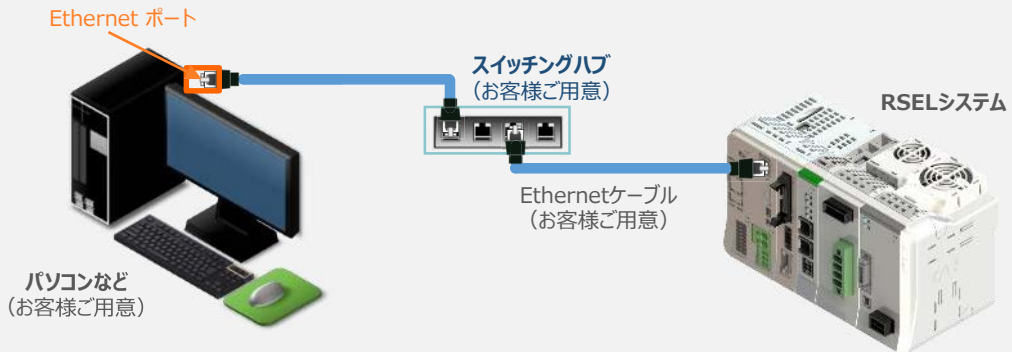 Ethernet ポート
スイッチングハブ
（お客様ご用意）
RSELシステム
Ethernetケーブル
（お客様ご用意）
パソコンなど
（お客様ご用意）